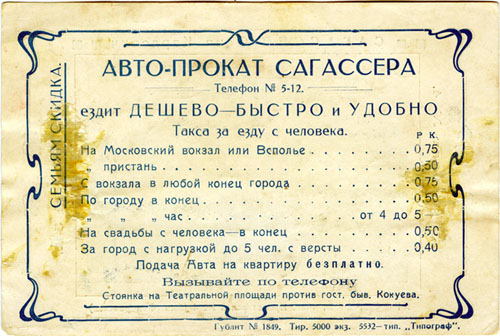 СЕМЬЯМ СКИДКА.
АВТО-ПРОКАТ САГАССЕРА
Телефон № 5-12.
ездит ДЕШЕВО—БЫСТРО и УДОБНО
Такса за езду с человека.
Р. К.
На Московский вокзал или Всполье . . . . 0,75
„ пристань . . . . 0,50
С вокзала в любой конец города . . . . 0,75
По городу в конец . . . . 0,50
„ „ „ час . . . . от 4 до 5 —
На свадьбы с человека—в конец . . . . 0,50
За город с нагрузкой до 5 чел. с версты . . 0,40
Подача Авта на квартиру бесплатно.
Вызывайте по телефону
Стоянка на Театральной площади против гост. быв. Кокуева.
Гублит № 1849. Тир. 5000 экз. 5532—тип. „Типограф".